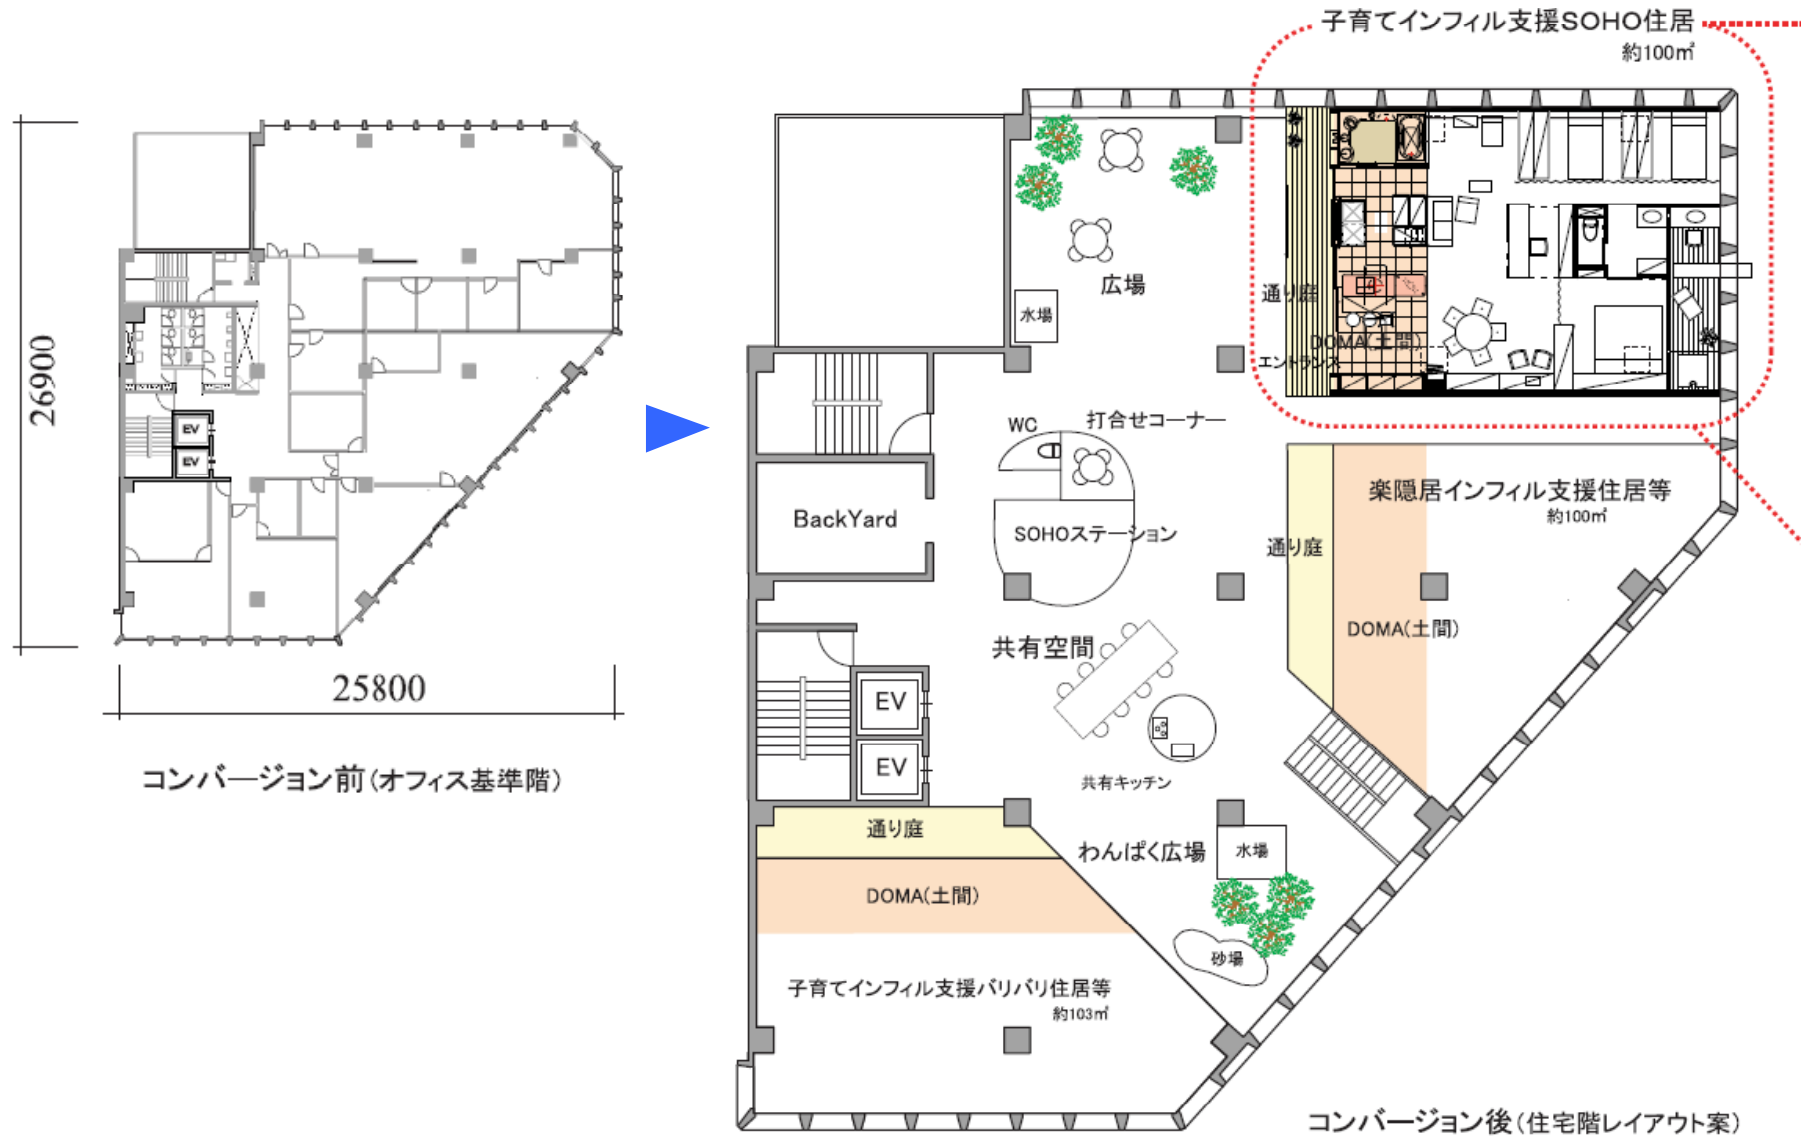 子育てインフィル支援SOHO住居
約100㎡
26900
EV
EV
25800
コンバージョン前(オフィス基準階)
広場
水場
通り庭
DOMA(土間)
エントランス
WC
打合せコーナー
BackYard
SOHOステーション
楽隠居インフィル支援住居等
約100㎡
通り庭
DOMA(土間)
共有空間
EV
EV
共有キッチン
通り庭
わんぱく広場
水場
DOMA(土間)
砂場
子育てインフィル支援バリバリ住居等
約103㎡
コンバージョン後(住宅階レイアウト案)